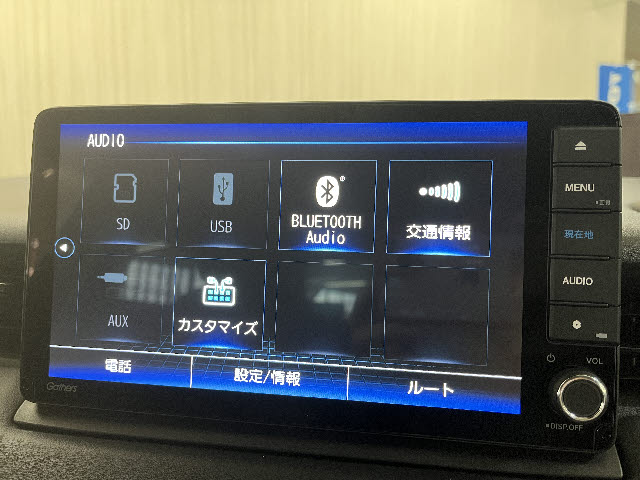 AUDIO
SD
USB
BLUETOOTH
Audio
交通情報
AUX
カスタマイズ
電話
設定/情報
ルート
Gathers
MENU
現在地
AUDIO
VOL
DISP.OFF